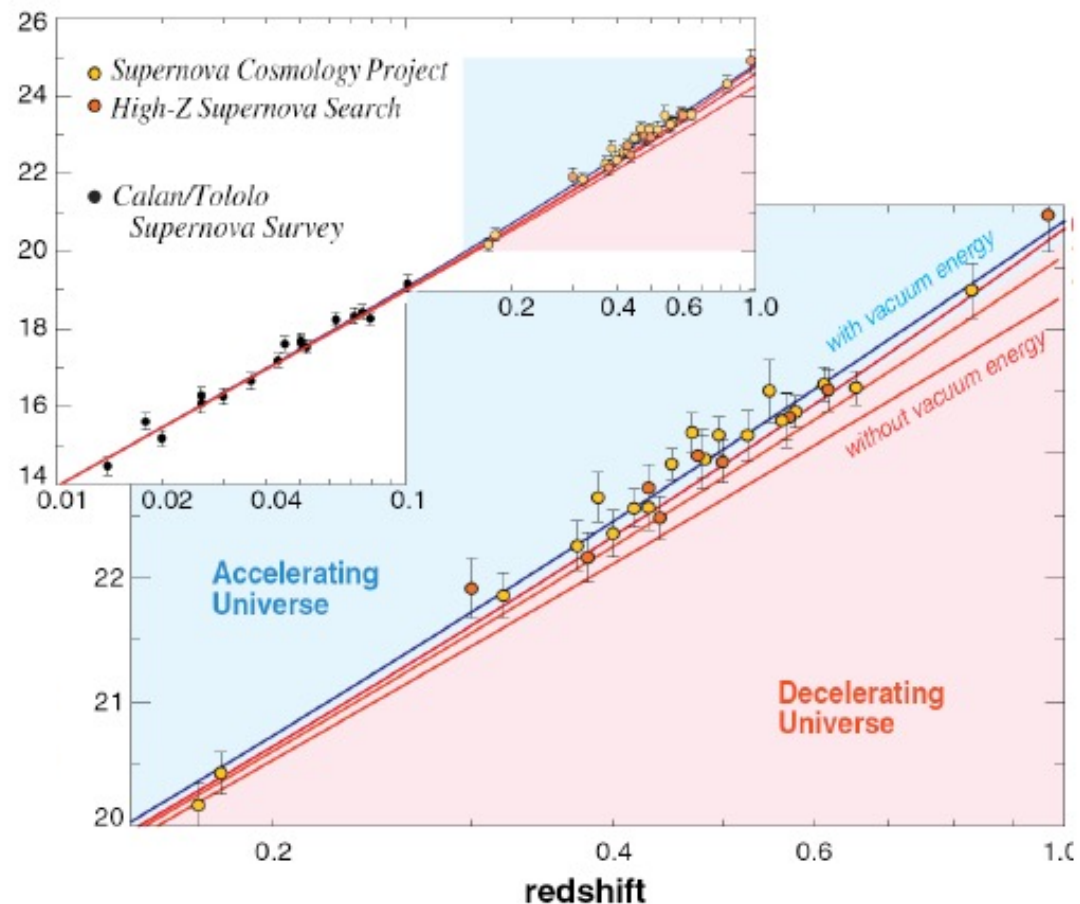 26
24
22
20
18
16
14
Supernova Cosmology Project
High-Z Supernova Search
Calan/Tololo
Supernova Survey
0.01
0.02
0.04
0.1
0.2
0.4
0.6
1.0
with vacuum energy
without vacuum energy
Accelerating
Universe
Decelerating
Universe
22
21
20
0.2
0.4
0.6
redshift